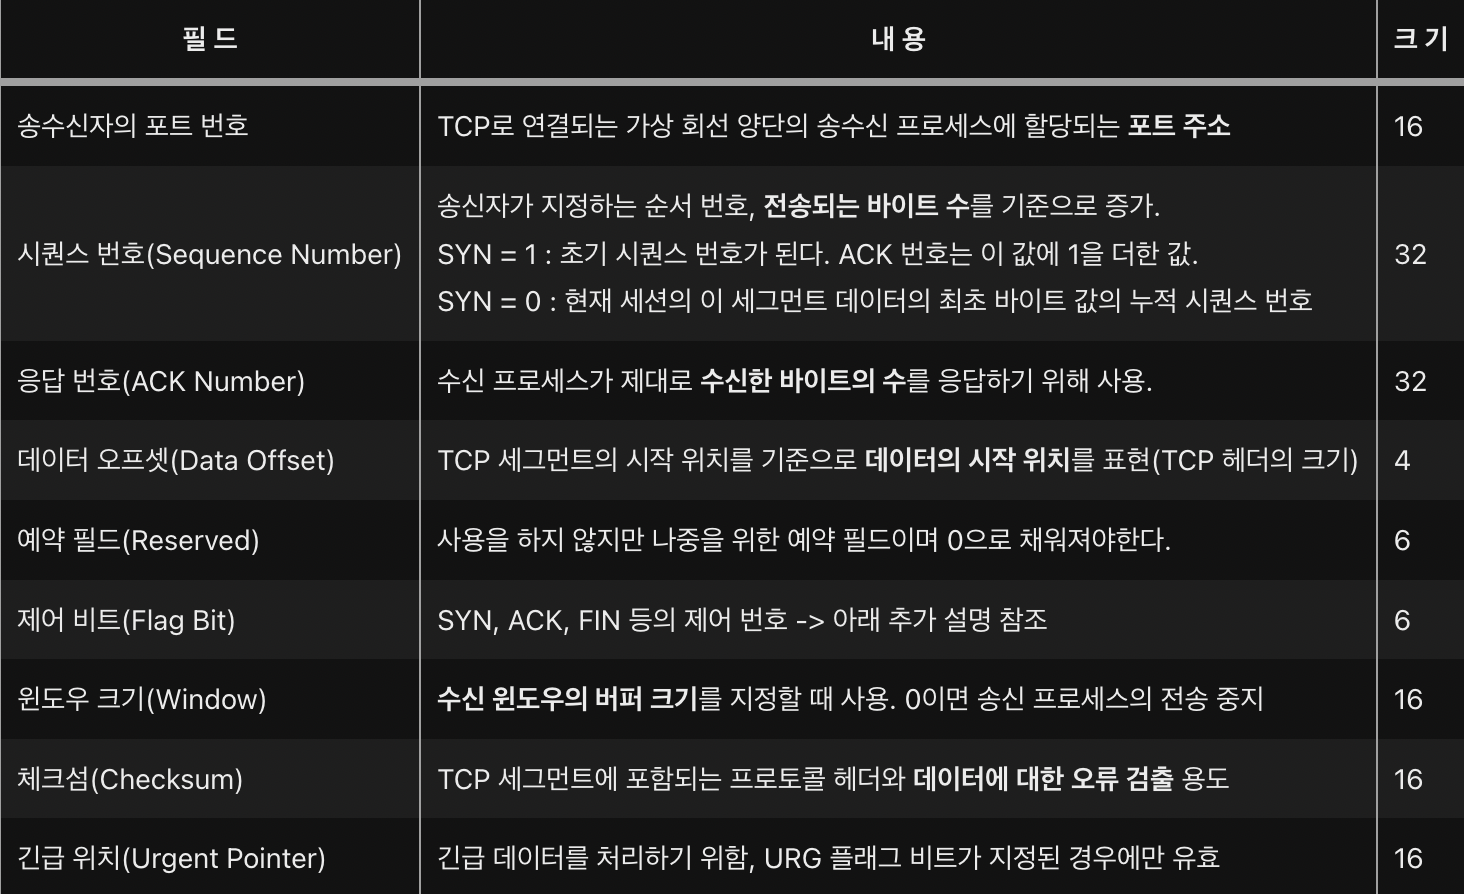 필 드 내 용 크 기
송수신자의 포트 번호 TCP로 연결되는 가상 회선 양단의 송수신 프로세스에 할당되는 포트 주소 16
송신자가 지정하는 순서 번호, 전송되는 바이트 수를 기준으로 증가.
시퀀스 번호(Sequence Number) SYN = 1 : 초기 시퀀스 번호가 된다. ACK 번호는 이 값에 1을 더한 값. 32
SYN = 0 : 현재 세션의 이 세그먼트 데이터의 최초 바이트 값의 누적 시퀀스 번호
응답 번호(ACK Number) 수신 프로세스가 제대로 수신한 바이트의 수를 응답하기 위해 사용. 32
데이터 오프셋(Data Offset) TCP 세그먼트의 시작 위치를 기준으로 데이터의 시작 위치를 표현(TCP 헤더의 크기) 4
예약 필드(Reserved) 사용을 하지 않지만 나중을 위한 예약 필드이며 0으로 채워져야한다. 6
제어 비트(Flag Bit) SYN, ACK, FIN 등의 제어 번호 -> 아래 추가 설명 참조 6
윈도우 크기(Window) 수신 윈도우의 버퍼 크기를 지정할 때 사용. 0이면 송신 프로세스의 전송 중지 16
체크섬(Checksum) TCP 세그먼트에 포함되는 프로토콜 헤더와 데이터에 대한 오류 검출 용도 16
긴급 위치(Urgent Pointer) 긴급 데이터를 처리하기 위함, URG 플래그 비트가 지정된 경우에만 유효 16